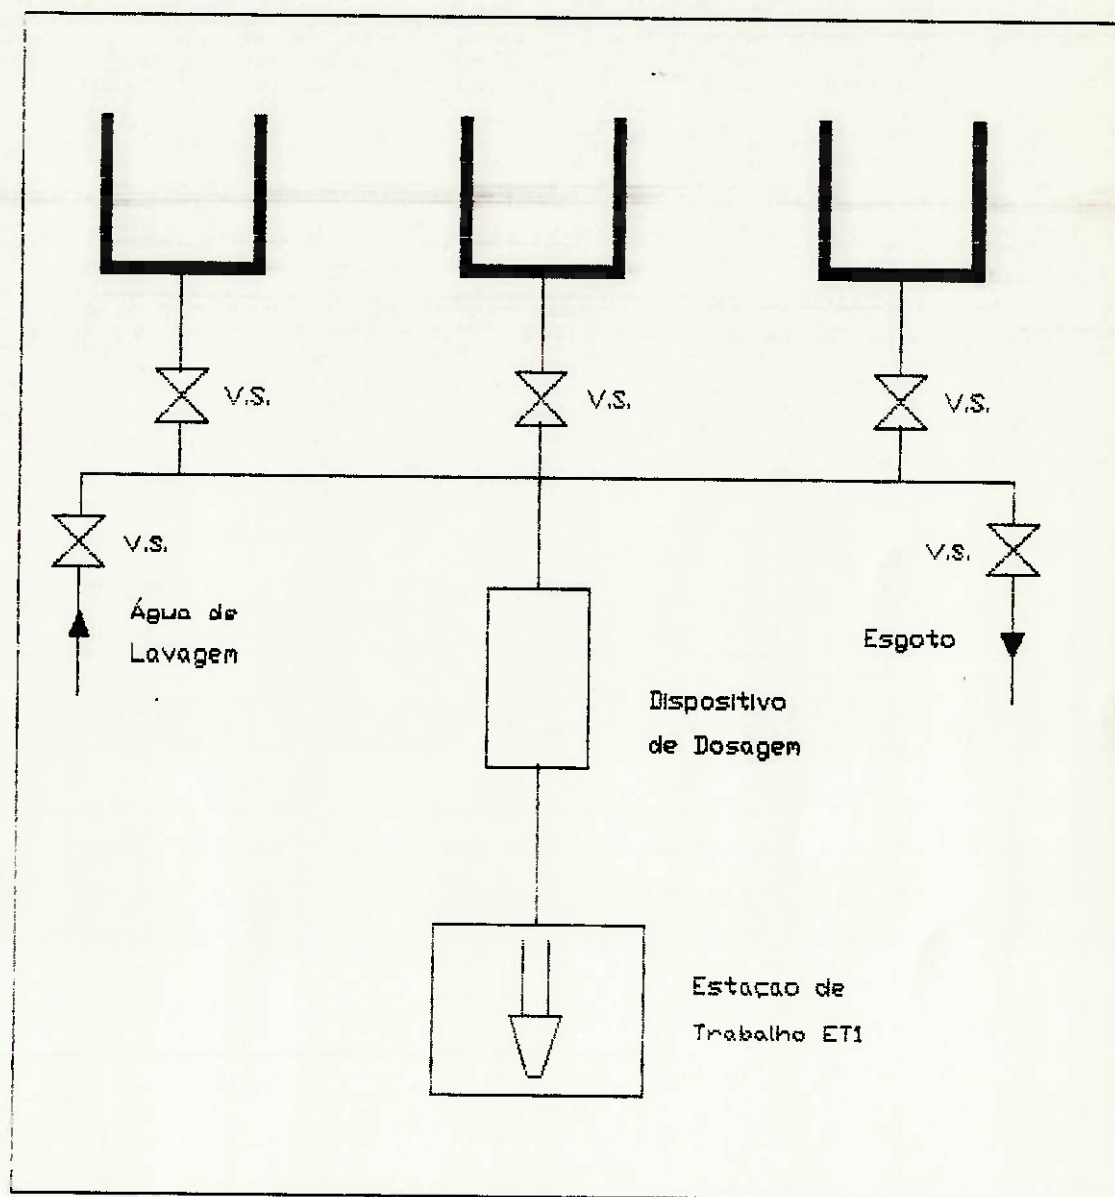 V.S.
V.S.
V.S.
V.S.
V.S.
Água de
Lavagem
Esgoto
Dispositivo
de Dosagem
Estaçao de
Trabalho ET1